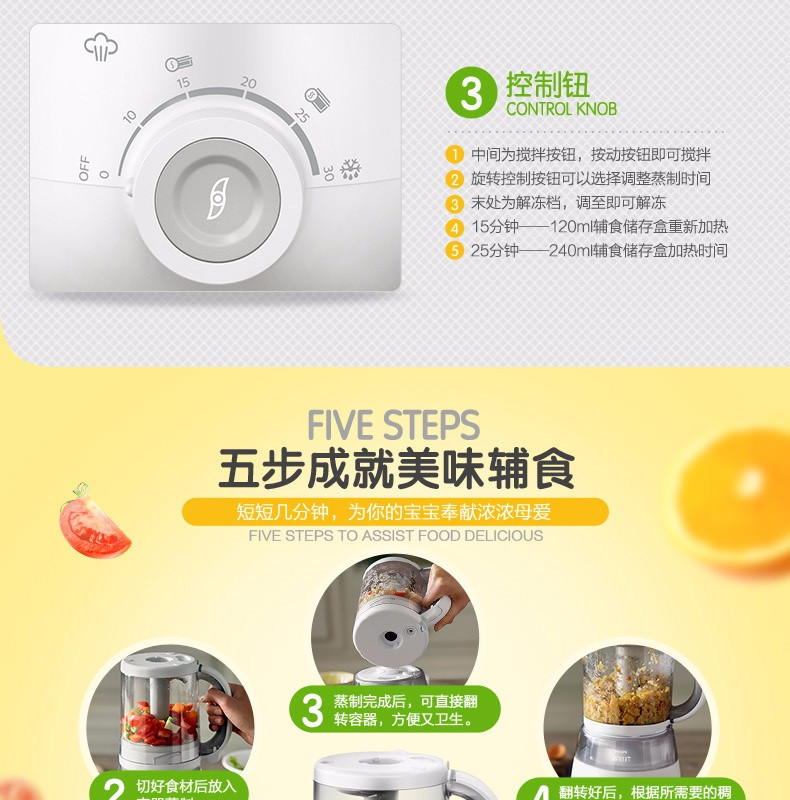 OFF
0
10
15
20
25
30
3
控制钮
CONTROL KNOB
1 中间为搅拌按钮，按动按钮即可搅拌
2 旋转控制按钮可以选择调整蒸制时间
3 末处为解冻档，调至即可解冻
4 15分钟——120ml辅食储存盒重新加热
5 25分钟——240ml辅食储存盒加热时间
FIVE STEPS
五步成就美味辅食
短短几分钟，为你的宝宝奉献浓浓母爱
FIVE STEPS TO ASSIST FOOD DELICIOUS
3 蒸制完成后，可直接翻
转容器，方便又卫生。
2 切好食材后放入
4 翻转好后，根据所需要的稠